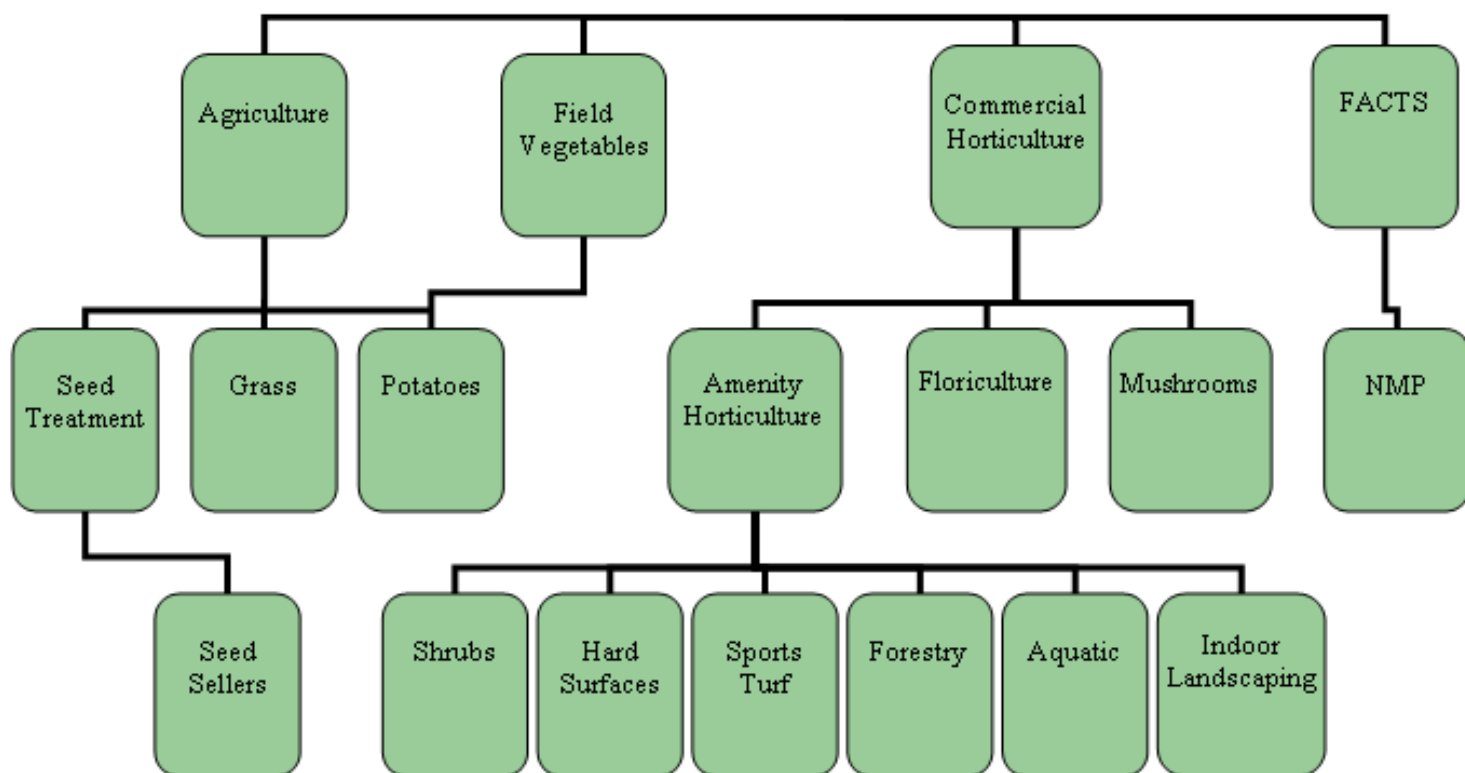 Agriculture
Field
Vegetables
Commercial
Horticulture
FACTS
Seed
Treatment
Grass
Potatoes
Amenity
Horticulture
Floriculture
Mushrooms
NMP
Seed
Sellers
Shrubs
Hard
Surfaces
Sports
Turf
Forestry
Aquatic
Indoor
Landscaping